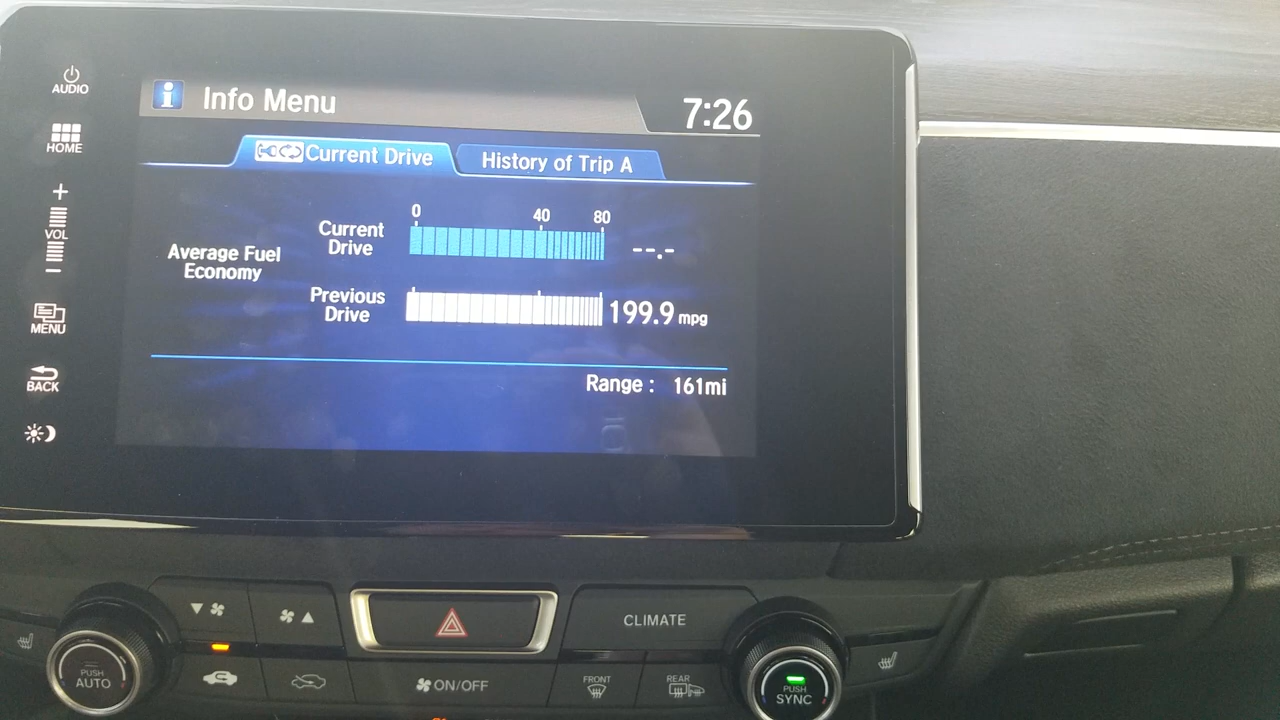 AUDIO
HOME
+
VOL
−
MENU
BACK
i Info Menu
7:26
Current Drive
History of Trip A
0 40 80
Current
Drive
--.-
Average Fuel
Economy
Previous
Drive
199.9 mpg
Range : 161mi
CLIMATE
PUSH
AUTO
ON/OFF
FRONT
REAR
PUSH
SYNC